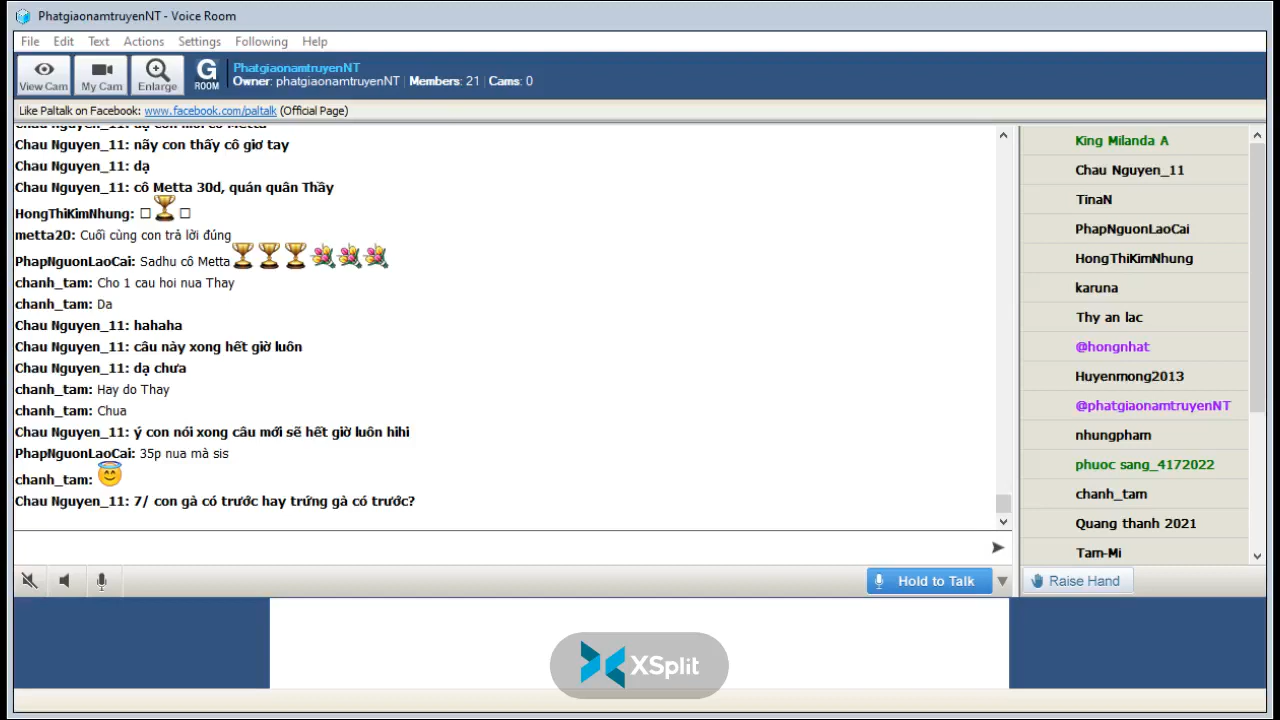 PhatgiaonamtruyenNT - Voice Room
File Edit Text Actions Settings Following Help
View Cam
My Cam
Enlarge
G
ROOM
PhatgiaonamtruyenNT
Owner: phatgiaonamtruyenNT | Members: 21 | Cams: 0
Like Paltalk on Facebook: www.facebook.com/paltalk (Official Page)
Chau Nguyen_11: nãy con thấy cô giơ tay
Chau Nguyen_11: dạ
Chau Nguyen_11: cô Metta 30d, quán quân Thầy
HongThiKimNhung:
metta20: Cuối cùng con trả lời đúng
PhapNguonLaoCai: Sadhu cô Metta
chanh_tam: Cho 1 cau hoi nua Thay
chanh_tam: Da
Chau Nguyen_11: hahaha
Chau Nguyen_11: câu này xong hết giờ luôn
Chau Nguyen_11: dạ chưa
chanh_tam: Hay do Thay
chanh_tam: Chua
Chau Nguyen_11: ý con nói xong câu mới sẽ hết giờ luôn hihi
PhapNguonLaoCai: 35p nua mà sis
chanh_tam:
Chau Nguyen_11: 7/ con gà có trước hay trứng gà có trước?
King Milanda A
Chau Nguyen_11
TinaN
PhapNguonLaoCai
HongThiKimNhung
karuna
Thy an lac
@hongnhat
Huyenmong2013
@phatgiaonamtruyenNT
nhungpham
phuoc sang_4172022
chanh_tam
Quang thanh 2021
Tam-Mi
Hold to Talk
Raise Hand
XSplit